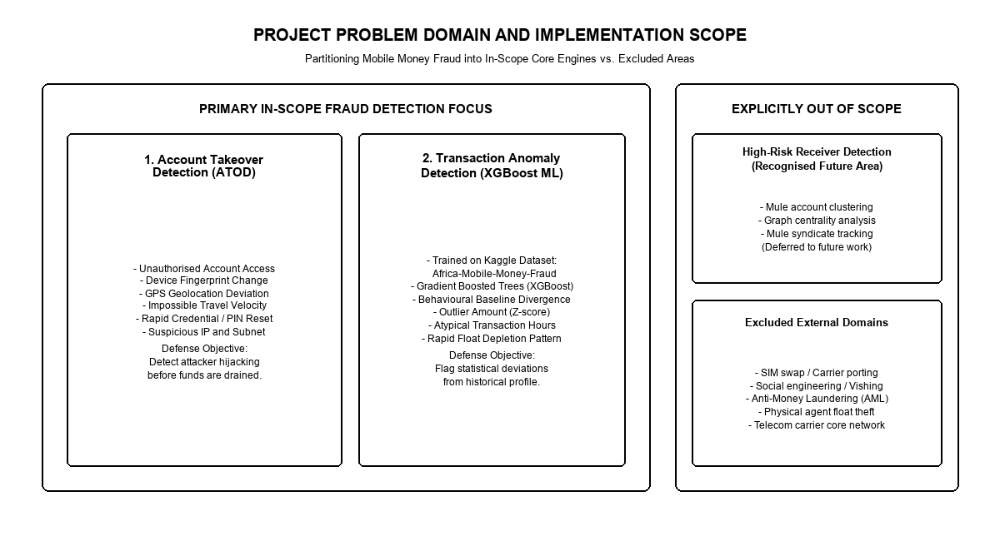 PROJECT PROBLEM DOMAIN AND IMPLEMENTATION SCOPE
Partitioning Mobile Money Fraud into In-Scope Core Engines vs. Excluded Areas
PRIMARY IN-SCOPE FRAUD DETECTION FOCUS
1. Account Takeover
Detection (ATOD)
- Unauthorised Account Access
- Device Fingerprint Change
- GPS Geolocation Deviation
- Impossible Travel Velocity
- Rapid Credential / PIN Reset
- Suspicious IP and Subnet
Defense Objective:
Detect attacker hijacking
before funds are drained.
2. Transaction Anomaly
Detection (XGBoost ML)
- Trained on Kaggle Dataset:
Africa-Mobile-Money-Fraud
- Gradient Boosted Trees (XGBoost)
- Behavioural Baseline Divergence
- Outlier Amount (Z-score)
- Atypical Transaction Hours
- Rapid Float Depletion Pattern
Defense Objective:
Flag statistical deviations
from historical profile.
EXPLICITLY OUT OF SCOPE
High-Risk Receiver Detection
(Recognised Future Area)
- Mule account clustering
- Graph centrality analysis
- Mule syndicate tracking
(Deferred to future work)
Excluded External Domains
- SIM swap / Carrier porting
- Social engineering / Vishing
- Anti-Money Laundering (AML)
- Physical agent float theft
- Telecom carrier core network